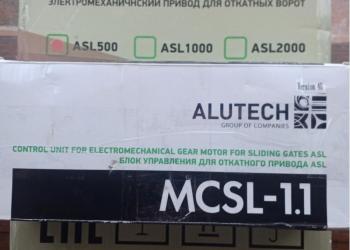 ЭЛЕКТРОМЕХАНИЧНСКИЙ ПРИВОД ДЛЯ ОТКАТНЫХ ВОРОТ
ASL500 ASL1000 ASL2000
ALUTECH
GROUP OF COMPANIES
CONTROL UNIT FOR ELECTROMECHANICAL GEAR MOTOR FOR SLIDING GATES ASL
БЛОК УПРАВЛЕНИЯ ДЛЯ ОТКАТНОГО ПРИВОДА ASL
MCSL-1.1